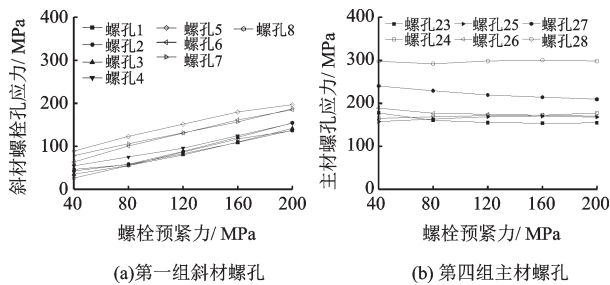 400
300
200
100
0
40
80
120
160
200
斜材螺栓孔应力/ MPa
螺栓预紧力/ MPa
螺孔1
螺孔2
螺孔3
螺孔4
螺孔5
螺孔6
螺孔7
螺孔8
(a)第一组斜材螺孔
400
300
200
100
0
40
80
120
160
200
主材螺孔应力/ MPa
螺栓预紧力/ MPa
螺孔23
螺孔24
螺孔25
螺孔26
螺孔27
螺孔28
(b) 第四组主材螺孔